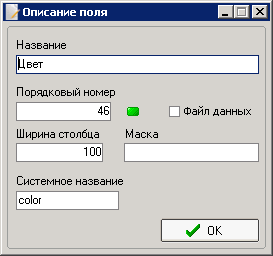 Описание поля
Название
Цвет
Порядковый номер
46
Файл данных
Ширина столбца Маска
100
Системное название
color
OK